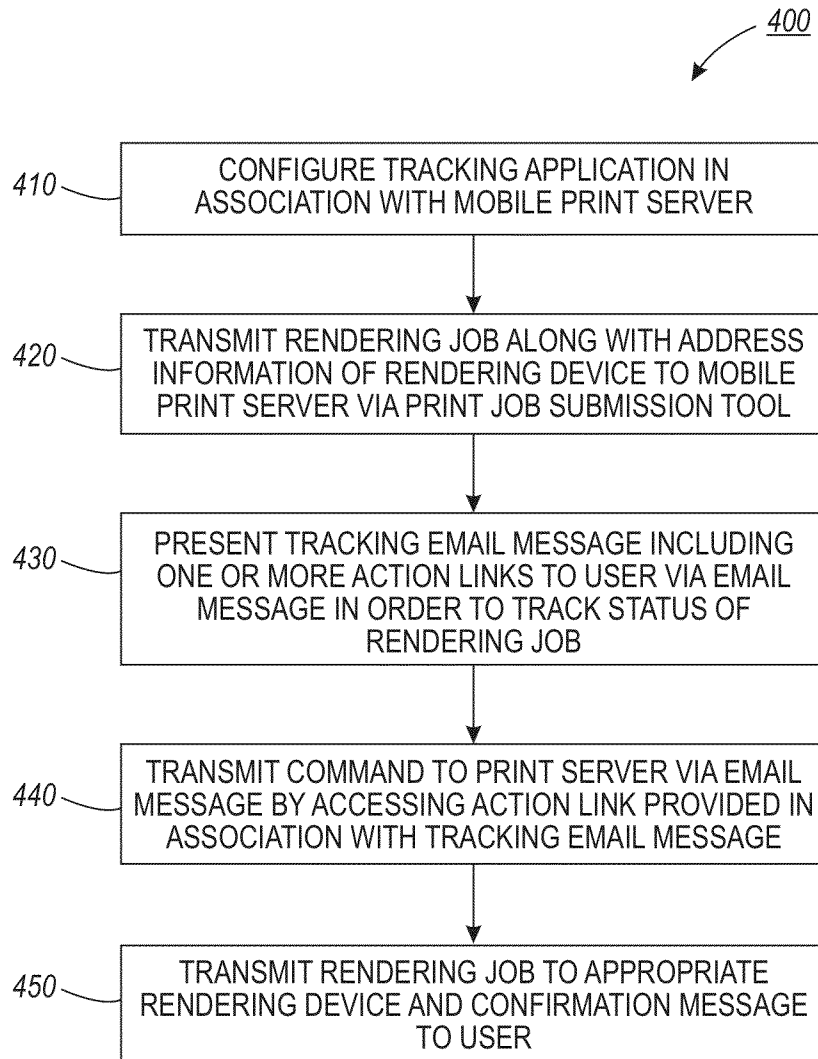 400
410
CONFIGURE TRACKING APPLICATION IN
ASSOCIATION WITH MOBILE PRINT SERVER
420
TRANSMIT RENDERING JOB ALONG WITH ADDRESS
INFORMATION OF RENDERING DEVICE TO MOBILE
PRINT SERVER VIA PRINT JOB SUBMISSION TOOL
430
PRESENT TRACKING EMAIL MESSAGE INCLUDING
ONE OR MORE ACTION LINKS TO USER VIA EMAIL
MESSAGE IN ORDER TO TRACK STATUS OF
RENDERING JOB
440
TRANSMIT COMMAND TO PRINT SERVER VIA EMAIL
MESSAGE BY ACCESSING ACTION LINK PROVIDED IN
ASSOCIATION WITH TRACKING EMAIL MESSAGE
450
TRANSMIT RENDERING JOB TO APPROPRIATE
RENDERING DEVICE AND CONFIRMATION MESSAGE
TO USER